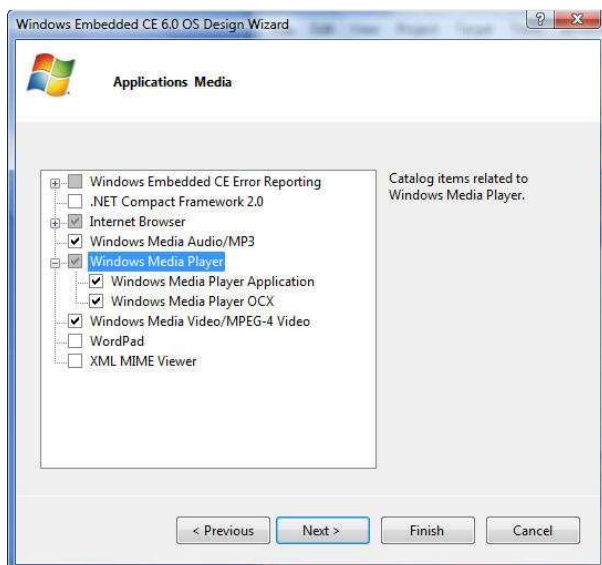 Windows Embedded CE 6.0 OS Design Wizard
Applications Media
Windows Embedded CE Error Reporting
.NET Compact Framework 2.0
Internet Browser
Windows Media Audio/MP3
Windows Media Player
Windows Media Player Application
Windows Media Player OCX
Windows Media Video/MPEG-4 Video
WordPad
XML MIME Viewer
Catalog items related to
Windows Media Player.
< Previous
Next >
Finish
Cancel